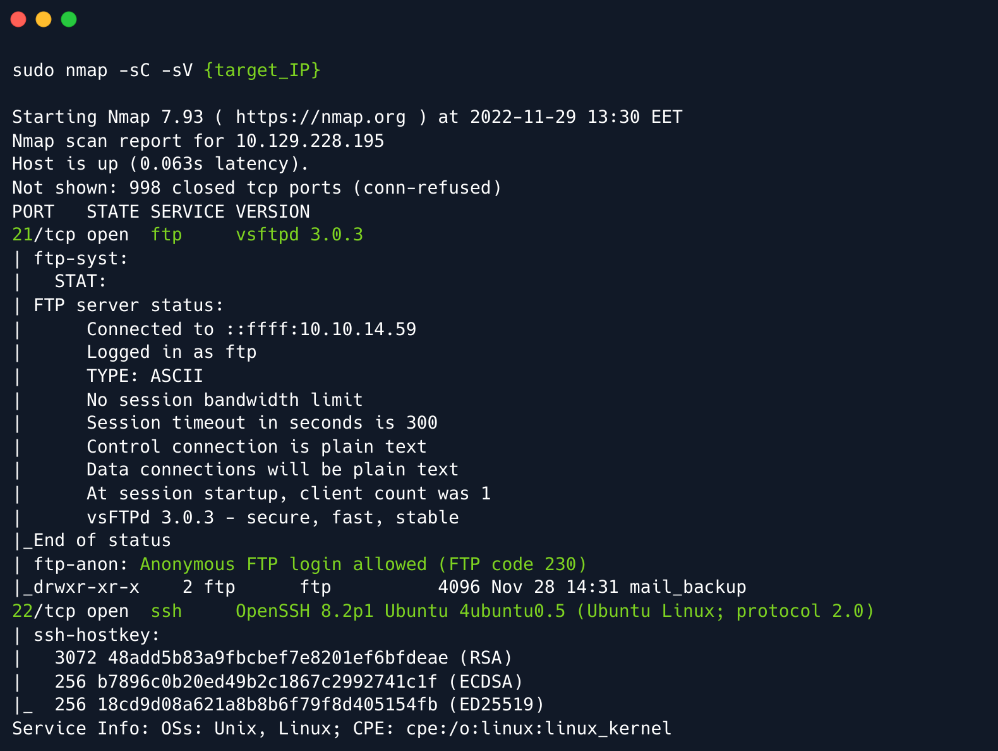 sudo nmap -sC -sV {target_IP}
Starting Nmap 7.93 ( https://nmap.org ) at 2022-11-29 13:30 EET
Nmap scan report for 10.129.228.195
Host is up (0.063s latency).
Not shown: 998 closed tcp ports (conn-refused)
PORT   STATE SERVICE VERSION
21/tcp open  ftp     vsftpd 3.0.3
| ftp-syst:
|   STAT:
| FTP server status:
|      Connected to ::ffff:10.10.14.59
|      Logged in as ftp
|      TYPE: ASCII
|      No session bandwidth limit
|      Session timeout in seconds is 300
|      Control connection is plain text
|      Data connections will be plain text
|      At session startup, client count was 1
|      vsFTPd 3.0.3 - secure, fast, stable
|_End of status
| ftp-anon: Anonymous FTP login allowed (FTP code 230)
|_drwxr-xr-x    2 ftp      ftp          4096 Nov 28 14:31 mail_backup
22/tcp open  ssh     OpenSSH 8.2p1 Ubuntu 4ubuntu0.5 (Ubuntu Linux; protocol 2.0)
| ssh-hostkey:
|   3072 48add5b83a9fbcbef7e8201ef6bfdeae (RSA)
|   256 b7896c0b20ed49b2c1867c2992741c1f (ECDSA)
|_  256 18cd9d08a621a8b8b6f79f8d405154fb (ED25519)
Service Info: OSs: Unix, Linux; CPE: cpe:/o:linux:linux_kernel